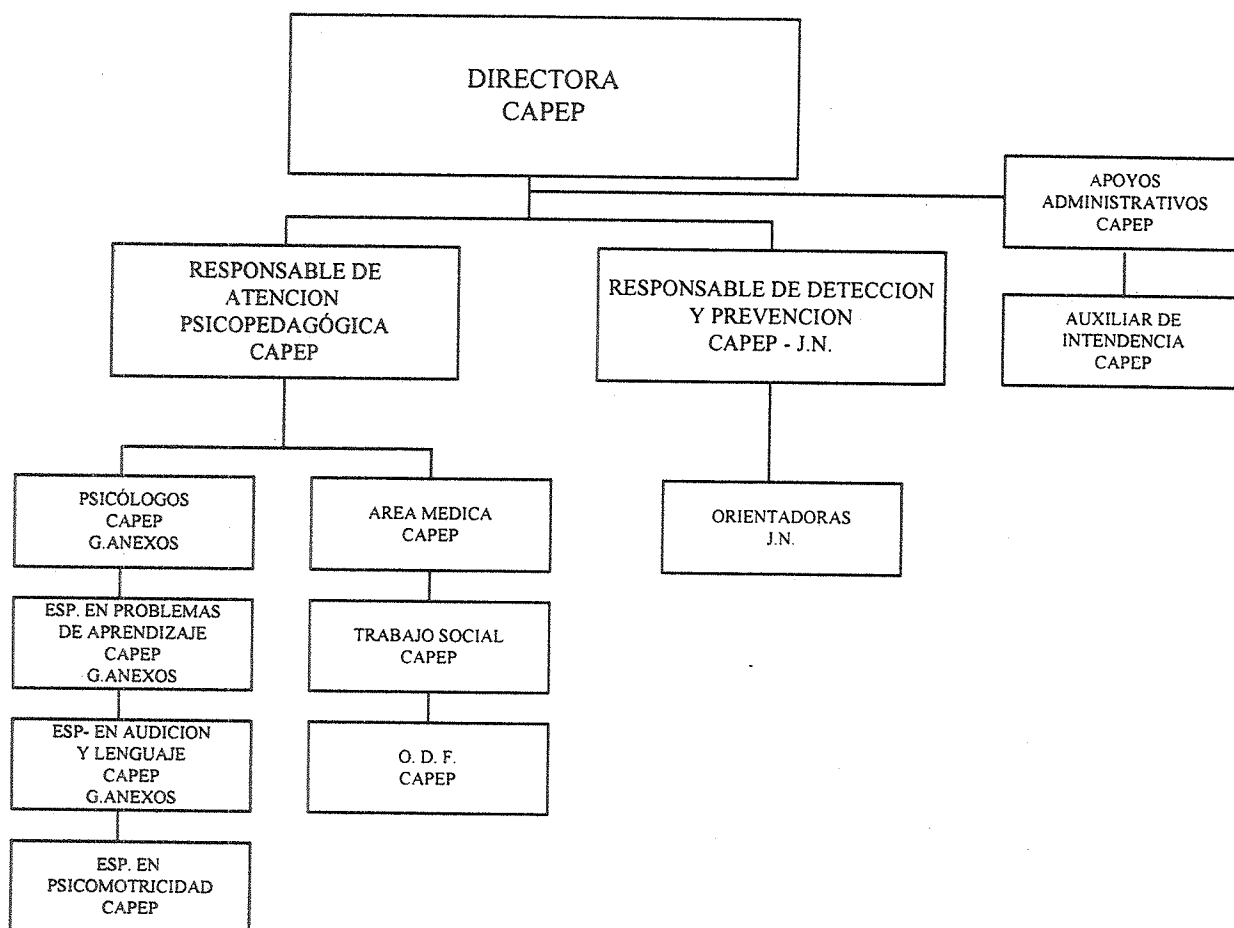 DIRECTORA
CAPEP
APOYOS
ADMINISTRATIVOS
CAPEP
RESPONSABLE DE
ATENCION
PSICOPEDAGÓGICA
CAPEP
RESPONSABLE DE DETECCION
Y PREVENCION
CAPEP - J.N.
AUXILIAR DE
INTENDENCIA
CAPEP
PSICÓLOGOS
CAPEP
G.ANEXOS
AREA MEDICA
CAPEP
ORIENTADORAS
J.N.
ESP. EN PROBLEMAS
DE APRENDIZAJE
CAPEP
G.ANEXOS
TRABAJO SOCIAL
CAPEP
ESP- EN AUDICION
Y LENGUAJE
CAPEP
G.ANEXOS
O. D. F.
CAPEP
ESP. EN
PSICOMOTRICIDAD
CAPEP